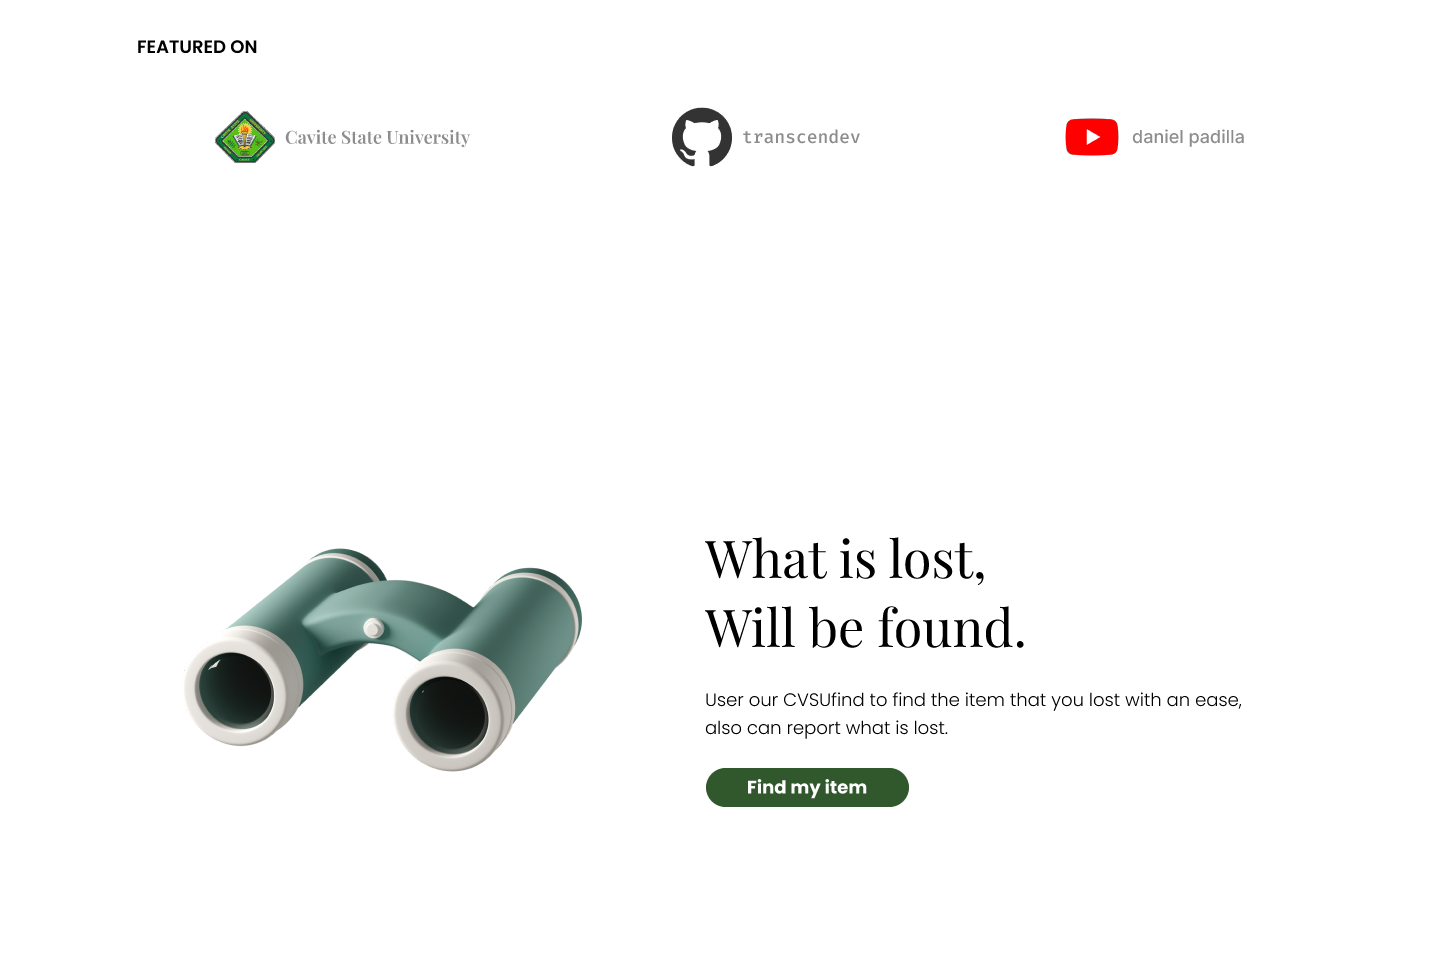 FEATURED ON
Cavite State University
transcendev
daniel padilla
What is lost,
Will be found.
User our CVSUfind to find the item that you lost with an ease,
also can report what is lost.
Find my item